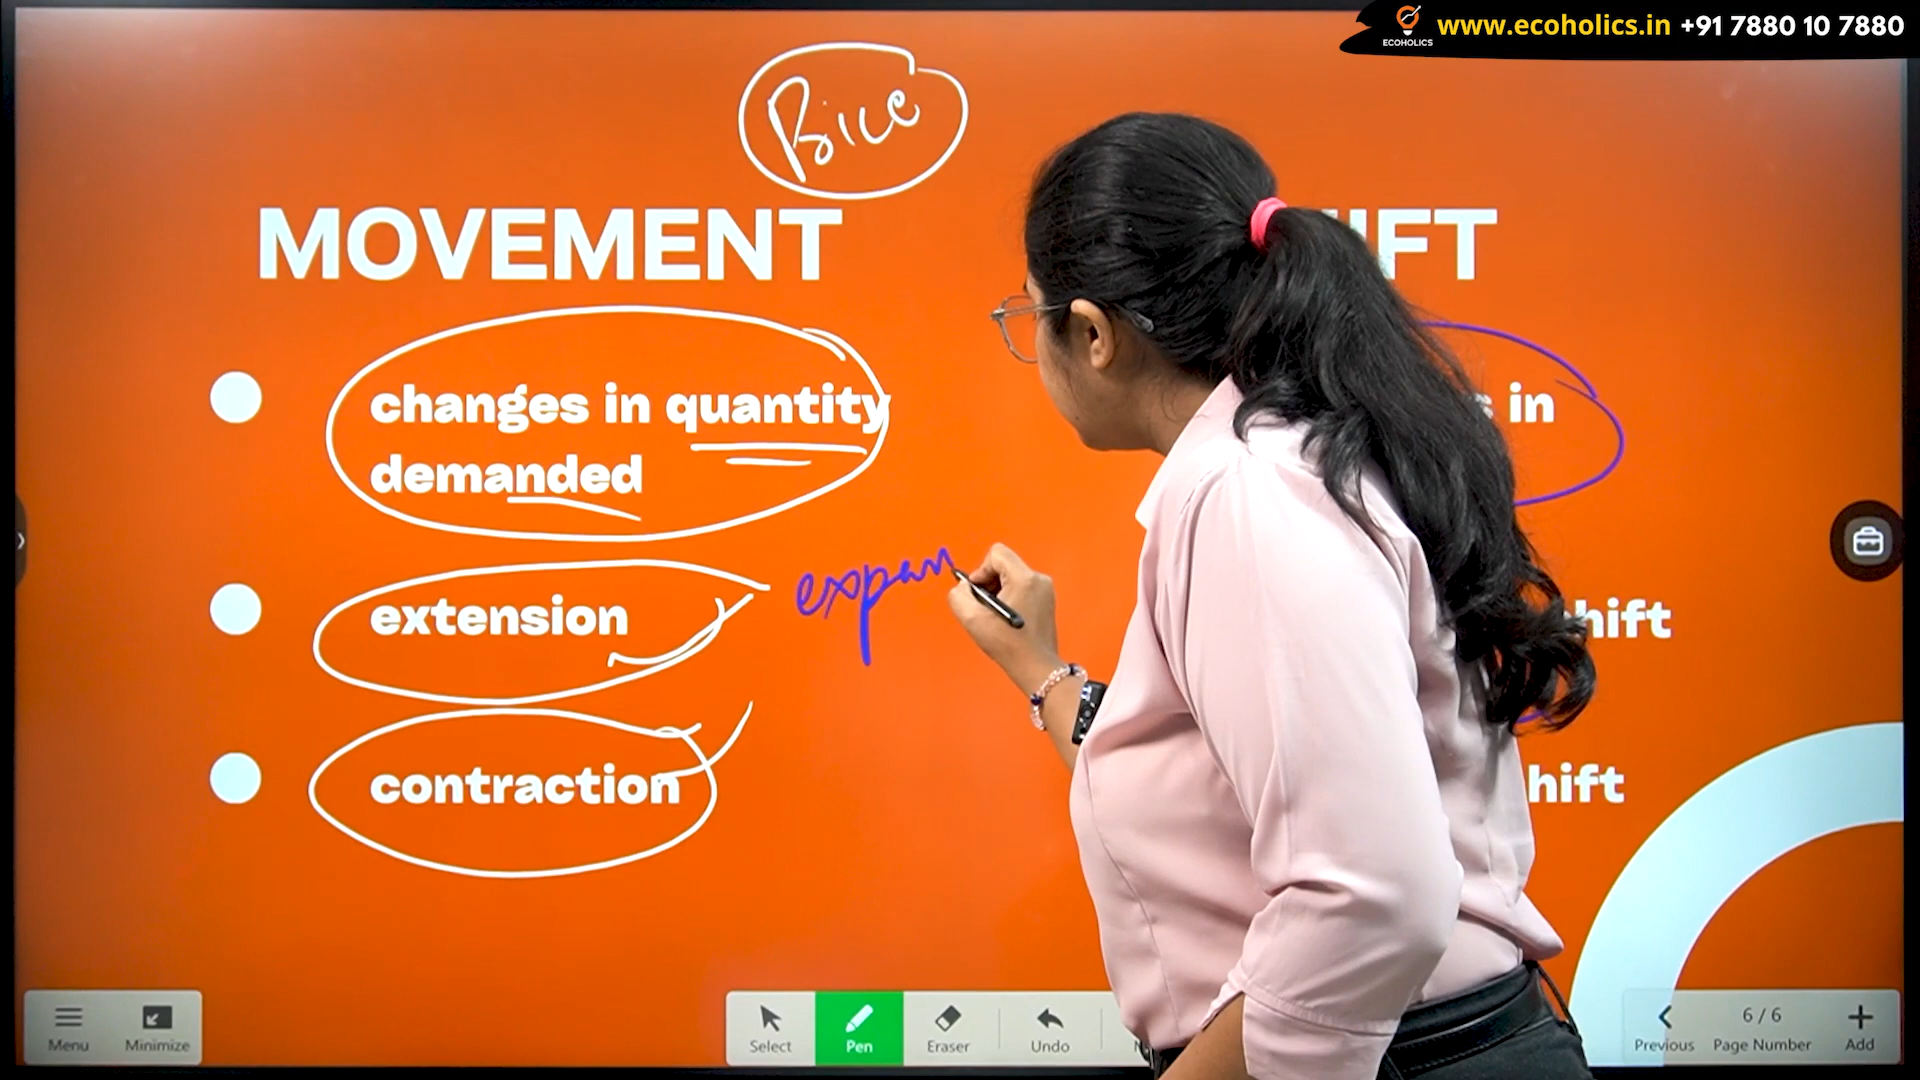 ECOHOLICS
www.ecoholics.in +91 7880 10 7880
Price
MOVEMENT
IFT
changes in quantity
demanded
in
extension
expan
hift
contraction
hift
Menu
Minimize
Select
Pen
Eraser
Undo
Previous
6/6
Page Number
Add